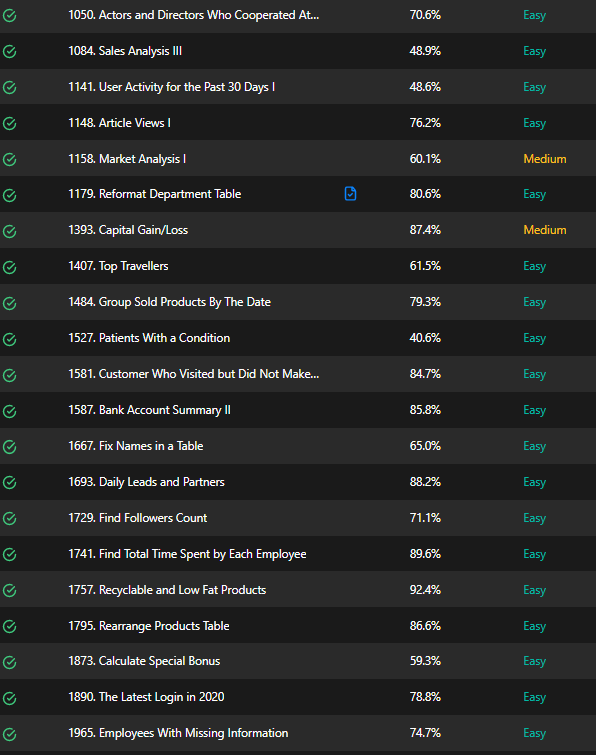 1050. Actors and Directors Who Cooperated At... 70.6% Easy
1084. Sales Analysis III 48.9% Easy
1141. User Activity for the Past 30 Days I 48.6% Easy
1148. Article Views I 76.2% Easy
1158. Market Analysis I 60.1% Medium
1179. Reformat Department Table 80.6% Easy
1393. Capital Gain/Loss 87.4% Medium
1407. Top Travellers 61.5% Easy
1484. Group Sold Products By The Date 79.3% Easy
1527. Patients With a Condition 40.6% Easy
1581. Customer Who Visited but Did Not Make... 84.7% Easy
1587. Bank Account Summary II 85.8% Easy
1667. Fix Names in a Table 65.0% Easy
1693. Daily Leads and Partners 88.2% Easy
1729. Find Followers Count 71.1% Easy
1741. Find Total Time Spent by Each Employee 89.6% Easy
1757. Recyclable and Low Fat Products 92.4% Easy
1795. Rearrange Products Table 86.6% Easy
1873. Calculate Special Bonus 59.3% Easy
1890. The Latest Login in 2020 78.8% Easy
1965. Employees With Missing Information 74.7% Easy